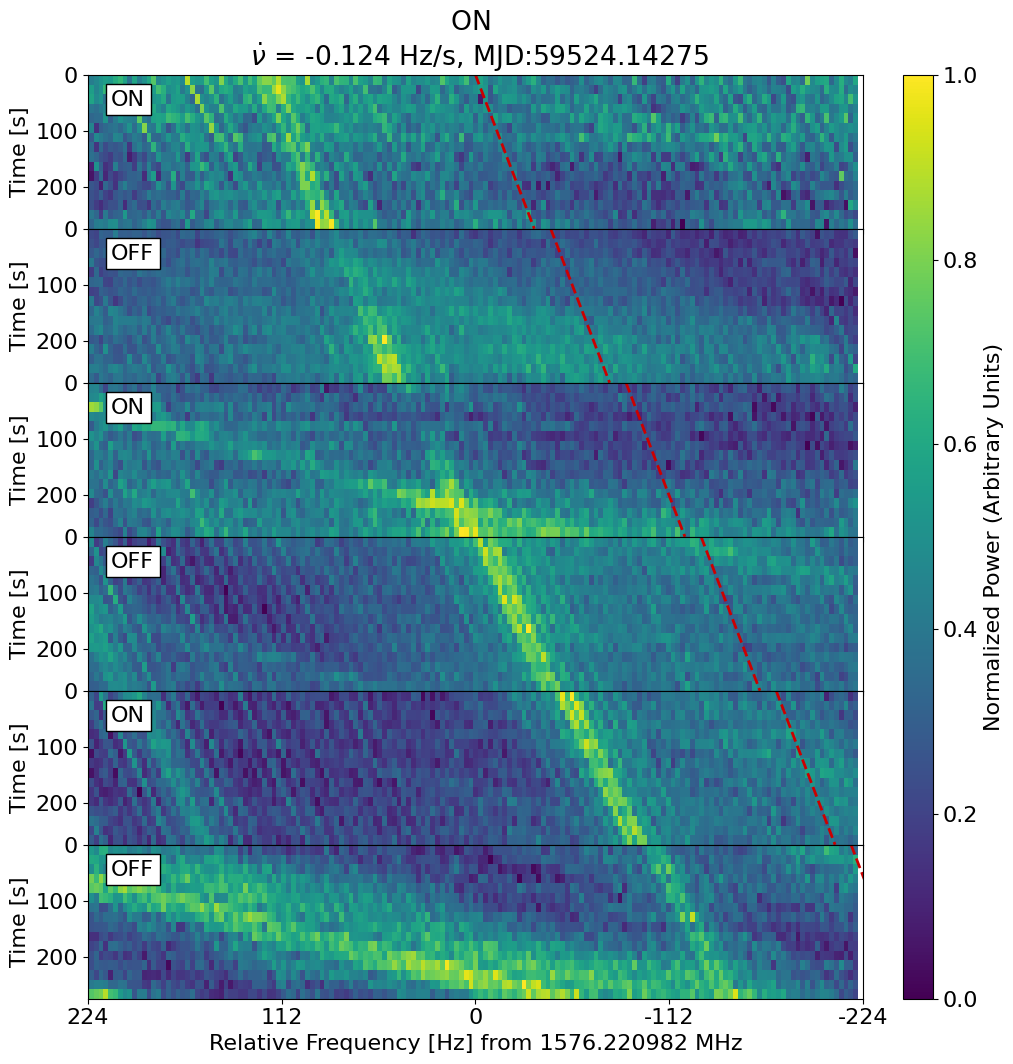 ON
ν̇ = -0.124 Hz/s, MJD:59524.14275
0
ON
100
200
Time [s]
0
OFF
100
200
Time [s]
0
ON
100
200
Time [s]
0
OFF
100
200
Time [s]
0
ON
100
200
Time [s]
0
OFF
100
200
Time [s]
224 112 0 -112 -224
Relative Frequency [Hz] from 1576.220982 MHz
1.0
0.8
0.6
0.4
0.2
0.0
Normalized Power (Arbitrary Units)